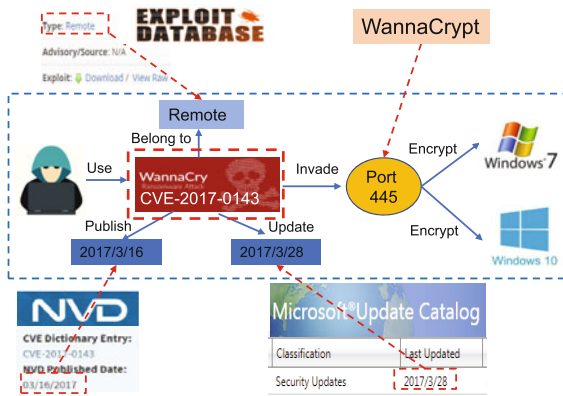 EXPLOIT
DATABASE
Type: Remote
Advisory/Source: N/A
Exploit: Download / View Raw
WannaCrypt
Remote
Belong to
Use
WannaCry
Ransomware Attack
CVE-2017-0143
Invade
Port
445
Encrypt
Windows 7
Encrypt
Windows 10
Publish
Update
2017/3/16
2017/3/28
NVD
CVE Dictionary Entry:
CVE-2017-0143
NVD Published Date:
03/16/2017
Microsoft®Update Catalog
Classification Last Updated
Security Updates 2017/3/28